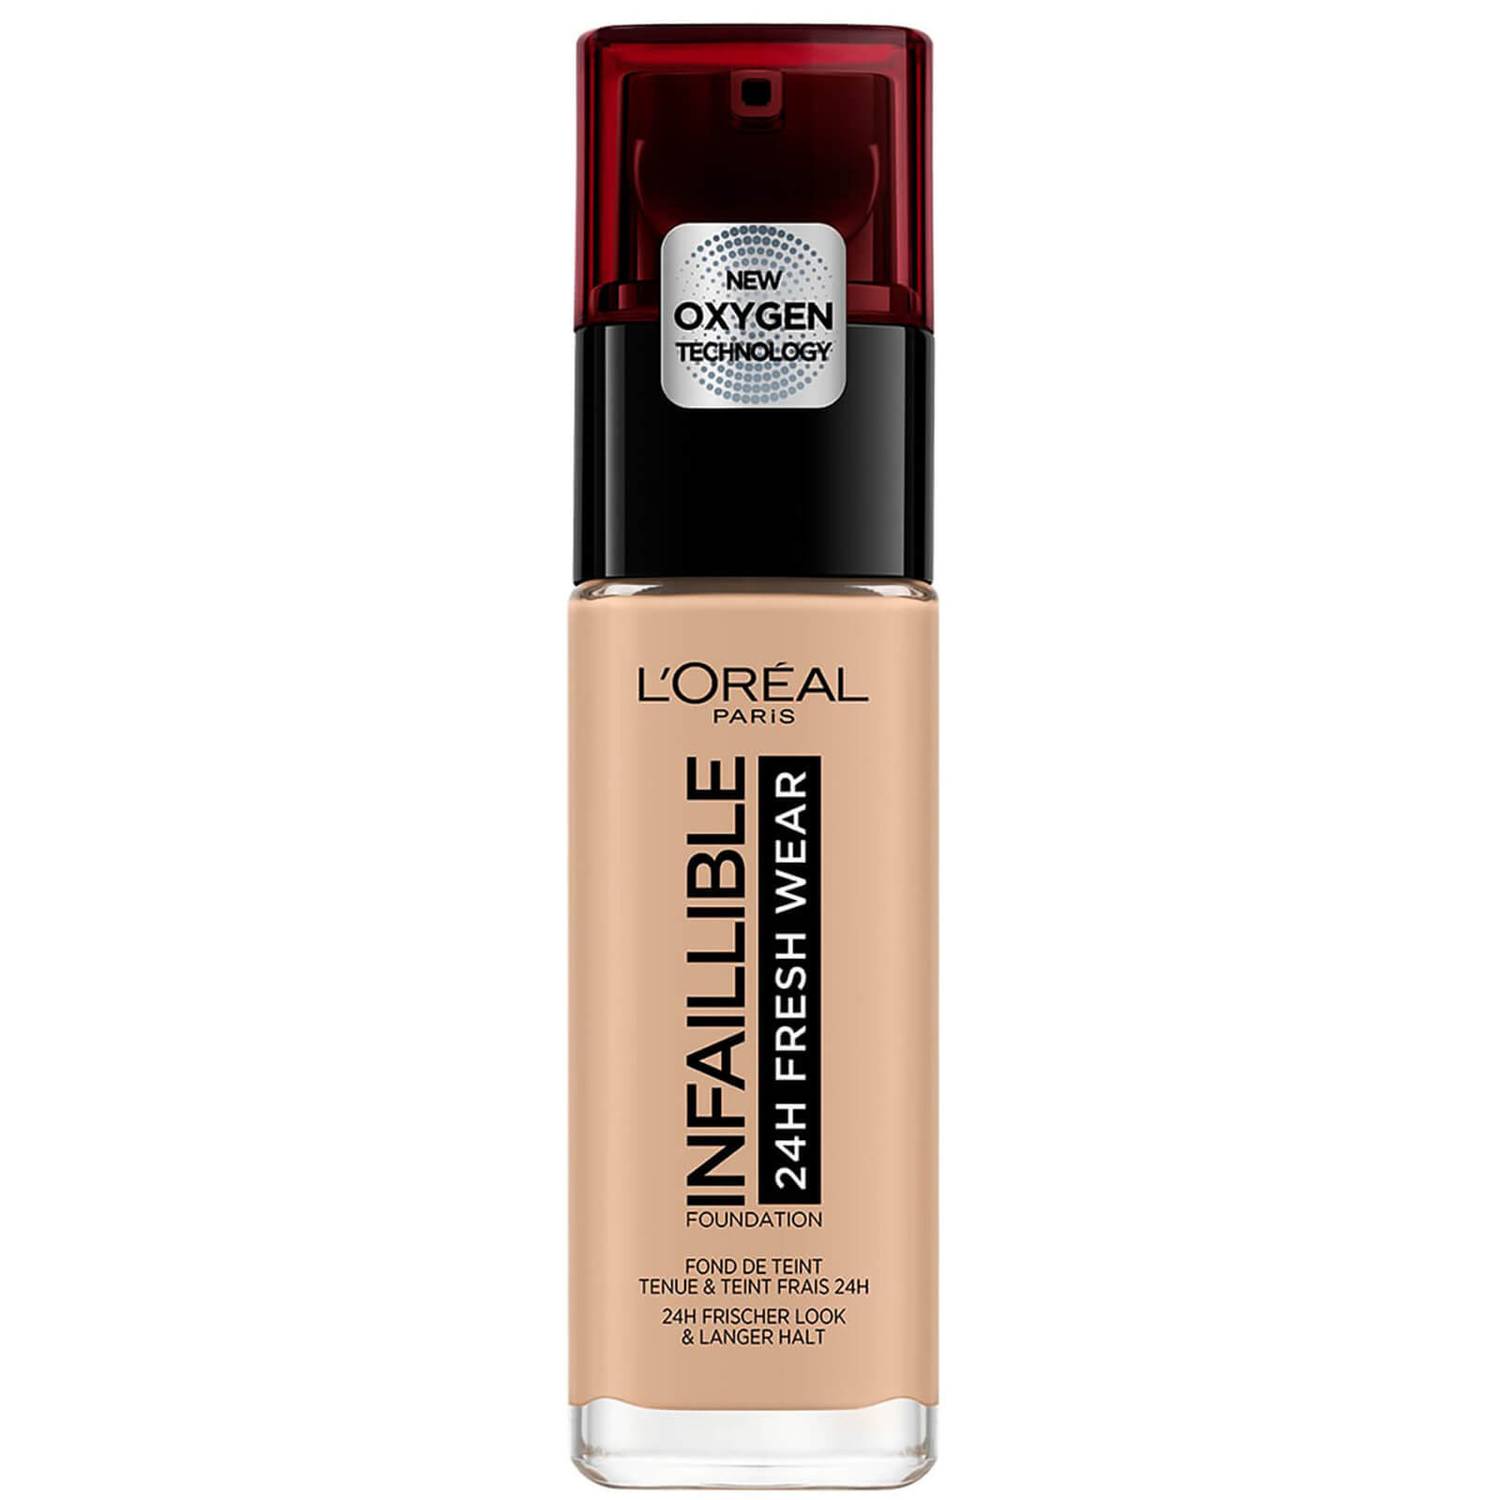 NEW
OXYGEN
TECHNOLOGY
L'ORÉAL
PARiS
INFAILLIBLE
24H FRESH WEAR
FOUNDATION
FOND DE TEINT
TENUE & TEINT FRAIS 24H
24H FRISCHER LOOK
& LANGER HALT